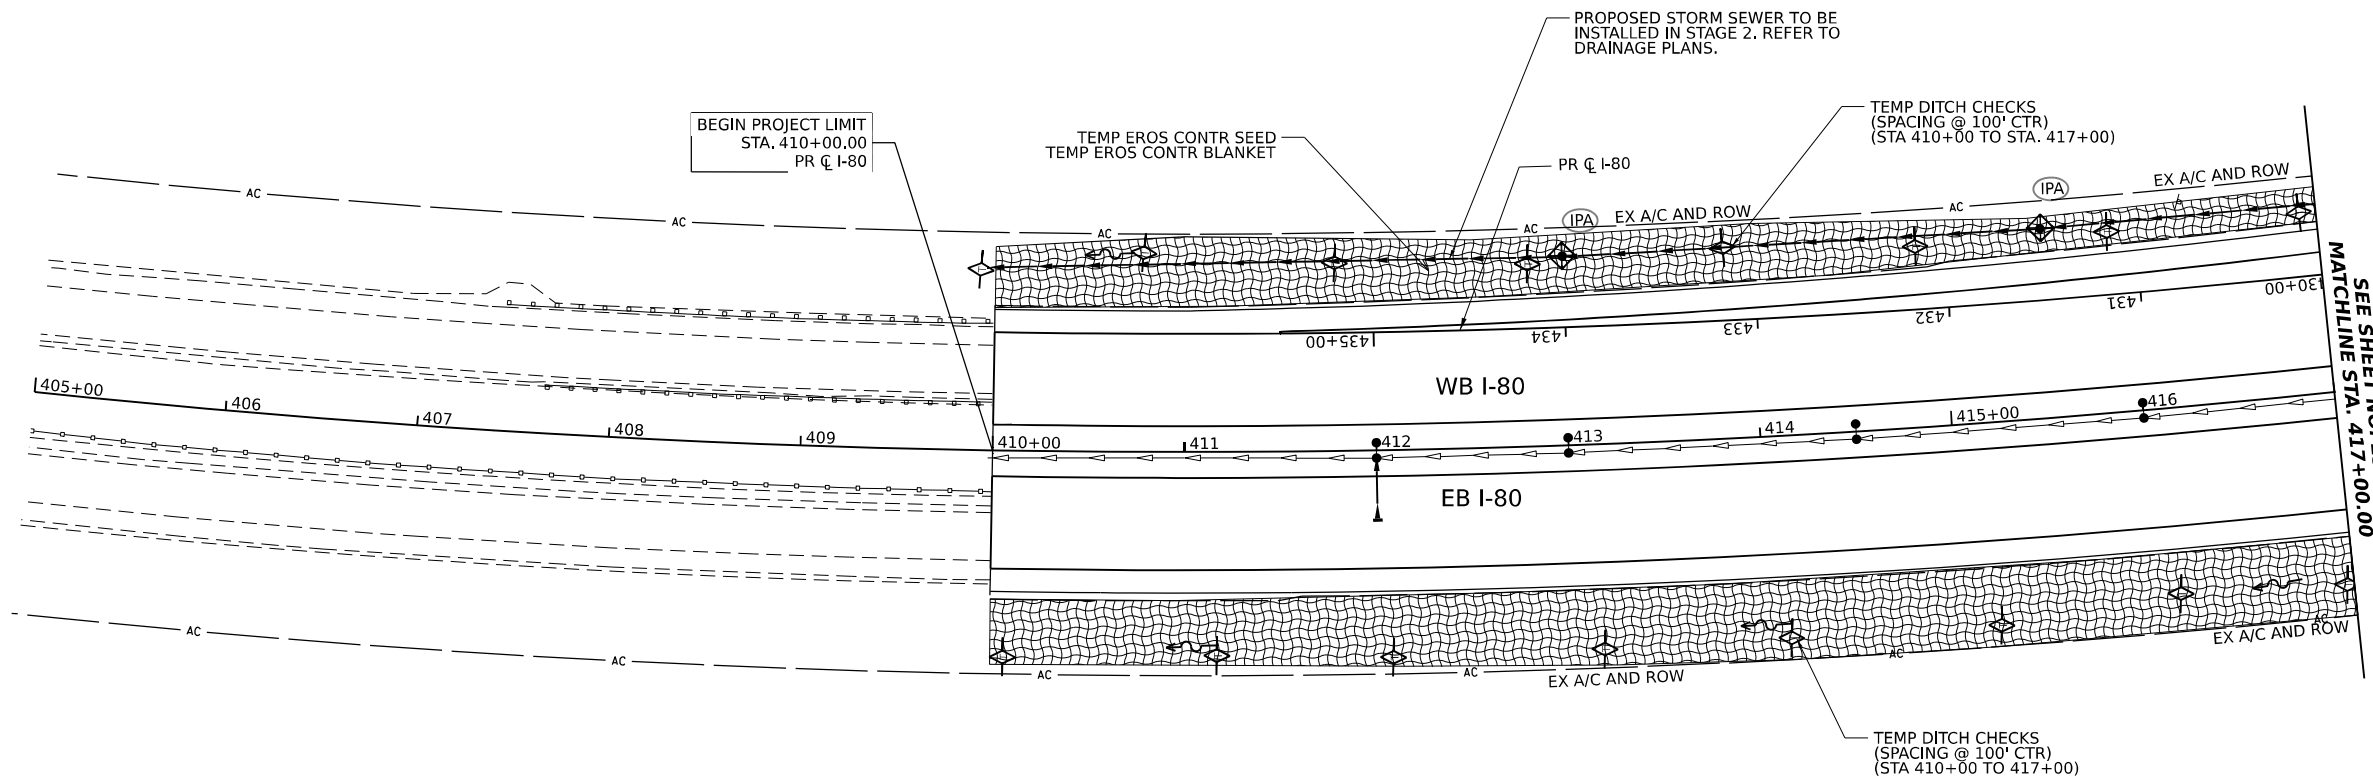 PROPOSED STORM SEWER TO BE
INSTALLED IN STAGE 2. REFER TO
DRAINAGE PLANS.
BEGIN PROJECT LIMIT
STA. 410+00.00
PR ℄ I-80
TEMP EROS CONTR SEED
TEMP EROS CONTR BLANKET
TEMP DITCH CHECKS
(SPACING @ 100' CTR)
(STA 410+00 TO STA. 417+00)
PR ℄ I-80
IPA
EX A/C AND ROW
IPA
EX A/C AND ROW
AC
AC
AC
AC
AC
435+00
434
433
432
431
430+00
WB I-80
405+00
406
407
408
409
410+00
411
412
413
414
415+00
416
EB I-80
SEE SHEET NO.
MATCHLINE STA. 417+00.00
AC
AC
AC
AC
AC
AC
EX A/C AND ROW
EX A/C AND ROW
TEMP DITCH CHECKS
(SPACING @ 100' CTR)
(STA 410+00 TO 417+00)